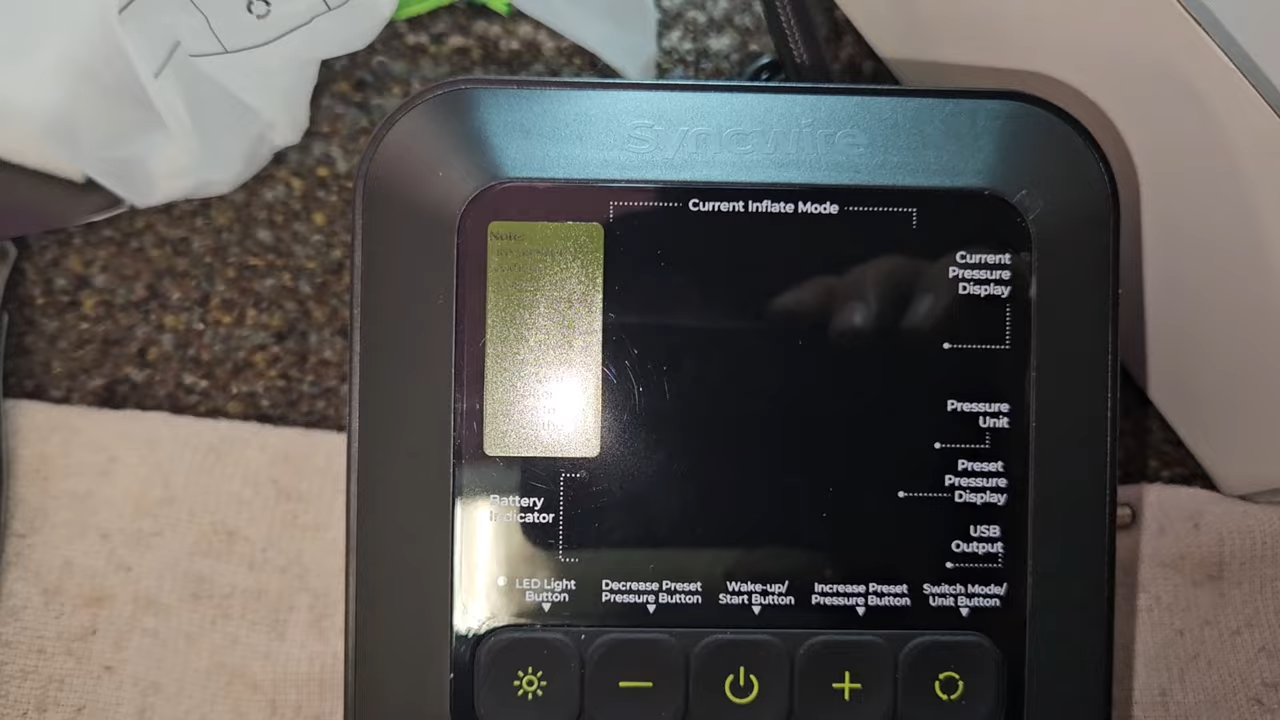 Syncwire
Current Inflate Mode
Note:
Current
Pressure
Display
Pressure
Unit
Preset
Pressure
Display
USB
Output
Battery
Indicator
LED Light
Button
Decrease Preset
Pressure Button
Wake-up/
Start Button
Increase Preset
Pressure Button
Switch Mode/
Unit Button